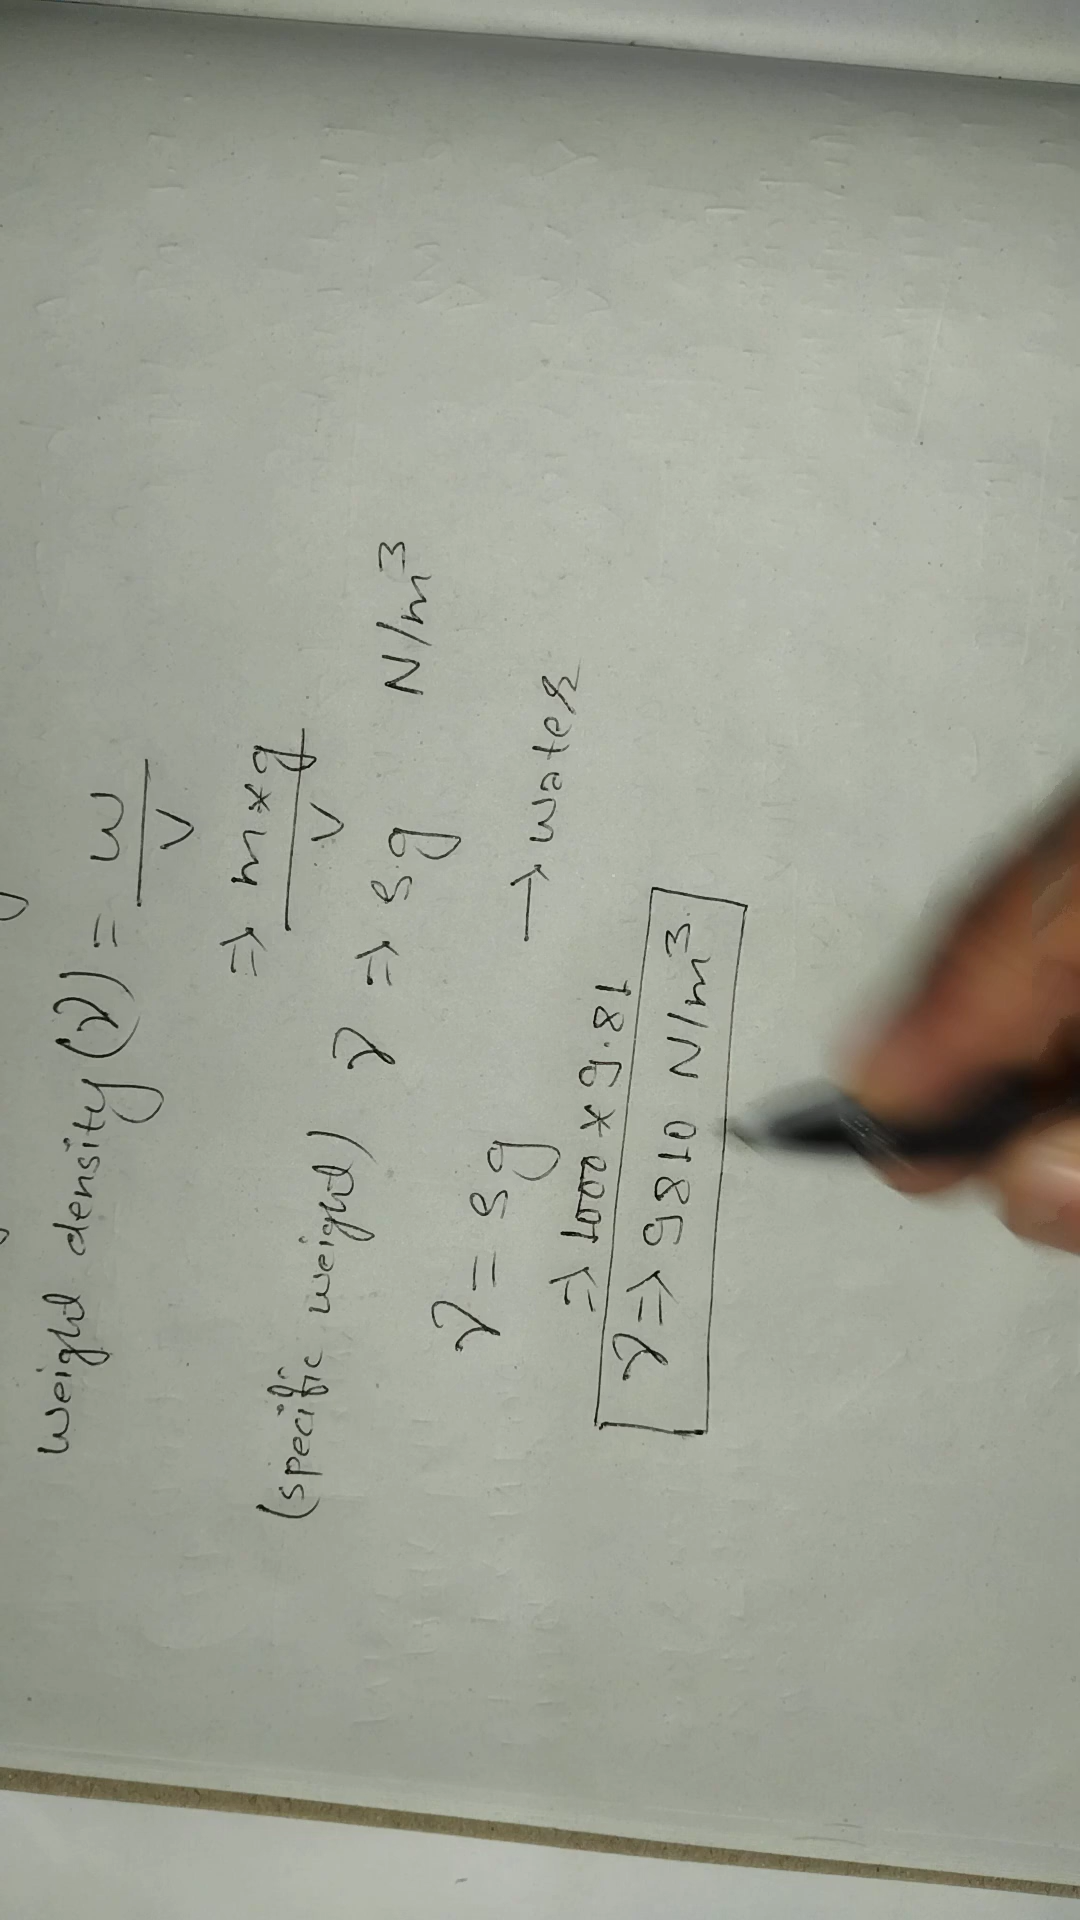 Weight density (γ) = W/V
⇒ m×g/V
(specific weight) γ ⇒ ρg N/m³
γ = ρg → Water
⇒ 1000 × 9.81
γ ⇒ 9810 N/m³.